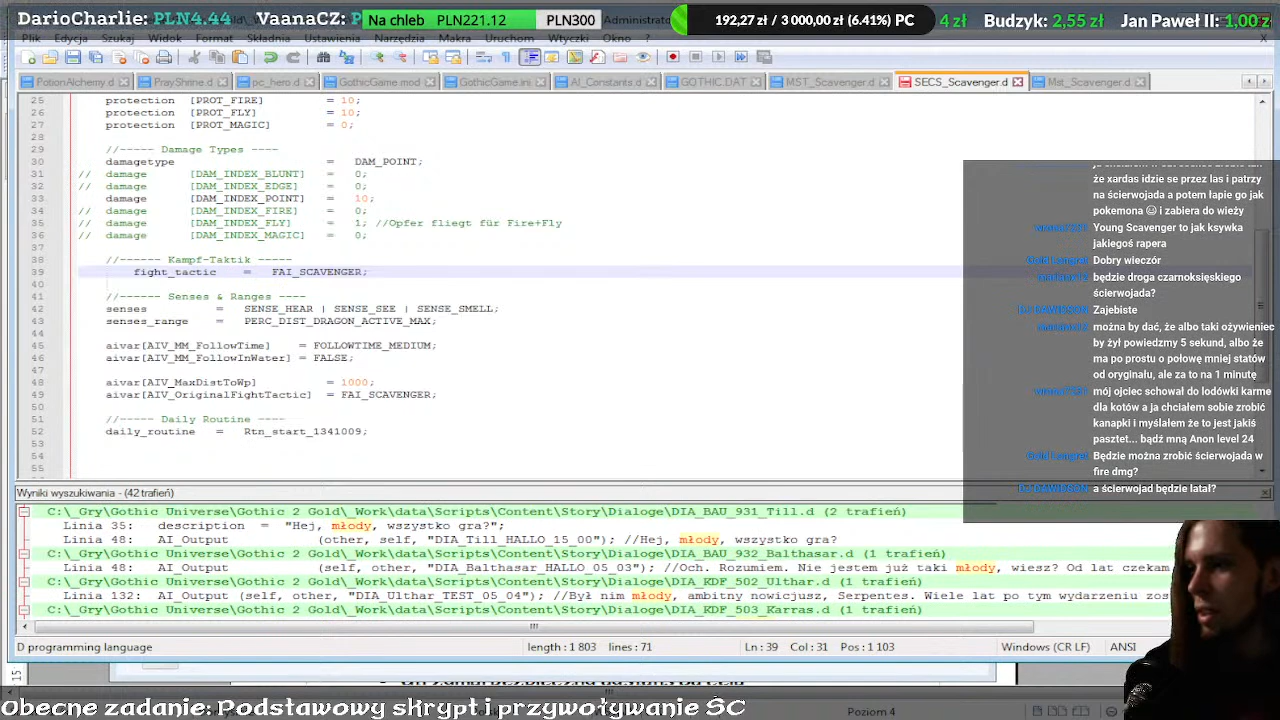 DarioCharlie: PLN4.44 VaanaCZ: P
Na chleb PLN221.12 PLN300
Administrato
192,27 zł / 3 000,00 zł (6.41%) PC
4 zł Budzyk: 2,55 zł Jan Paweł II: 1,00 z
Plik Edycja Szukaj Widok Format Składnia Ustawienia Narzędzia Makra Uruchom Wtyczki Okno ?
PotionAlchemy.d PrayShrine.d pc_hero.d GothicGame.mod GothicGame.ini AI_Constants.d GOTHIC.DAT MST_Scavenger.d SECS_Scavenger.d Mst_Scavenger.d
25 protection [PROT_FIRE] = 10;
26 protection [PROT_FLY] = 10;
27 protection [PROT_MAGIC] = 0;
28
29 //----- Damage Types ----
30 damagetype = DAM_POINT;
31 // damage [DAM_INDEX_BLUNT] = 0;
32 // damage [DAM_INDEX_EDGE] = 0;
33 damage [DAM_INDEX_POINT] = 10;
34 // damage [DAM_INDEX_FIRE] = 0;
35 // damage [DAM_INDEX_FLY] = 1; //Opfer fliegt für Fire+Fly
36 // damage [DAM_INDEX_MAGIC] = 0;
37
38 //------ Kampf-Taktik -----
39 fight_tactic = FAI_SCAVENGER;
40
41 //------ Senses & Ranges ----
42 senses = SENSE_HEAR | SENSE_SEE | SENSE_SMELL;
43 senses_range = PERC_DIST_DRAGON_ACTIVE_MAX;
44
45 aivar[AIV_MM_FollowTime] = FOLLOWTIME_MEDIUM;
46 aivar[AIV_MM_FollowInWater] = FALSE;
47
48 aivar[AIV_MaxDistToWp] = 1000;
49 aivar[AIV_OriginalFightTactic] = FAI_SCAVENGER;
50
51 //----- Daily Routine -----
52 daily_routine = Rtn_start_1341009;
53
54
55
że xardas idzie se przez las i patrzy
na ścierwojada a potem łapie go jak
pokemona i zabiera do wieży
Young Scavenger to jak ksywka
jakiegoś rapera
Dobry wieczór
będzie droga czarnoksięskiego
ścierwojada?
Zajebiste
można by dać, że albo taki ożywieniec
by żył powiedzmy 5 sekund, albo że
ma po prostu o połowę mniej statów
od oryginału, ale za to na 1 minutę
mój ojciec schował do lodówki karme
dla kotów a ja chciałem sobie zrobić
kanapki i myślałem że to jest jakiś
pasztet... bądź mną Anon level 24
Będzie można zrobić ścierwojada w
fire dmg?
a ścierwojad będzie latał?
Wyniki wyszukiwania - (42 trafień)
C:\_Gry\Gothic Universe\Gothic 2 Gold\_Work\data\Scripts\Content\Story\Dialoge\DIA_BAU_931_Till.d (2 trafień)
Linia 35: description = "Hej, młody, wszystko gra?";
Linia 48: AI_Output (other, self, "DIA_Till_HALLO_15_00"); //Hej, młody, wszystko gra?
C:\_Gry\Gothic Universe\Gothic 2 Gold\_Work\data\Scripts\Content\Story\Dialoge\DIA_BAU_932_Balthasar.d (1 trafień)
Linia 48: AI_Output (self, other, "DIA_Balthasar_HALLO_05_03"); //Och. Rozumiem. Nie jestem już taki młody, wiesz? Od lat czekam
C:\_Gry\Gothic Universe\Gothic 2 Gold\_Work\data\Scripts\Content\Story\Dialoge\DIA_KDF_502_Ulthar.d (1 trafień)
Linia 132: AI_Output (self, other, "DIA_Ulthar_TEST_05_04"); //Był nim młody, ambitny nowicjusz, Serpentes. Wiele lat po tym wydarzeniu zos
C:\_Gry\Gothic Universe\Gothic 2 Gold\_Work\data\Scripts\Content\Story\Dialoge\DIA_KDF_503_Karras.d (1 trafień)
D programming language length : 1 803 lines : 71 Ln : 39 Col : 31 Pos : 1 103 Windows (CR LF) ANSI
15
Obecne zadanie: Podstawowy skrypt, przywoływanie ŚC
Poziom 4